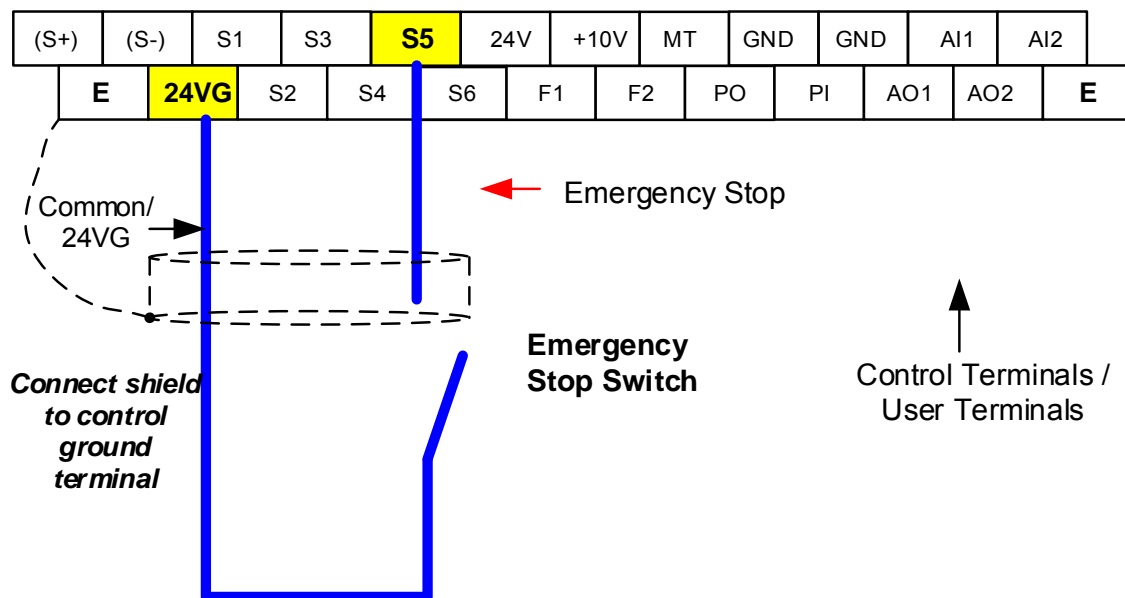 (S+) (S-) S1 S3 S5 24V +10V MT GND GND AI1 AI2
E 24VG S2 S4 S6 F1 F2 PO PI AO1 AO2 E
Common/
24VG
Emergency Stop
Emergency
Stop Switch
Connect shield
to control
ground
terminal
Control Terminals /
User Terminals